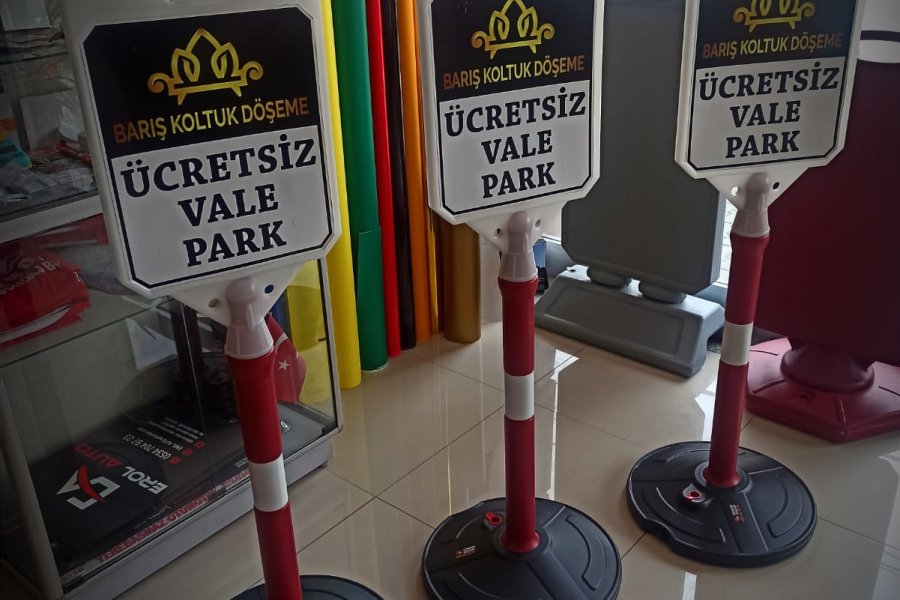 BARIŞ KOLTUK DÖŞEME
ÜCRETSİZ
VALE
PARK
BARIŞ KOLTUK DÖŞEME
ÜCRETSİZ
VALE
PARK
BARIŞ KOLTUK DÖŞEME
ÜCRETSİZ
VALE
PARK
EROL AUTO